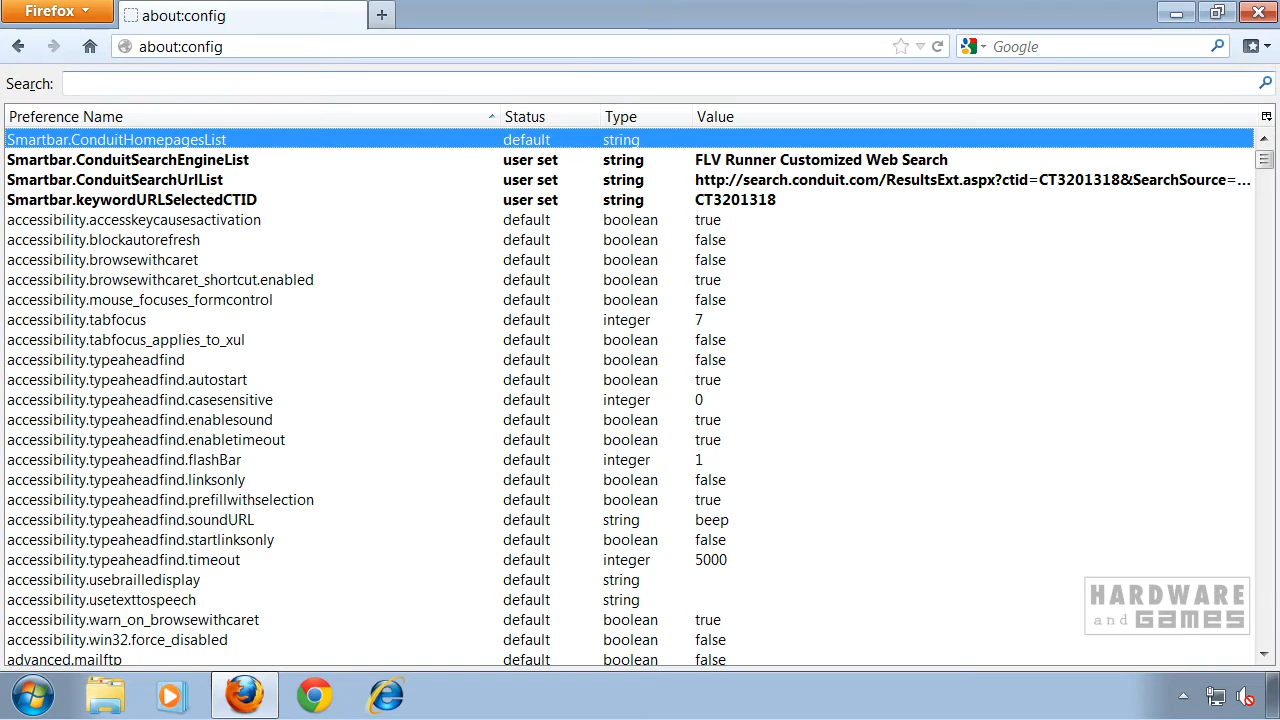 Firefox
about:config
about:config
Google
Search:
Preference Name Status Type Value
Smartbar.ConduitHomepagesList default string
Smartbar.ConduitSearchEngineList user set string FLV Runner Customized Web Search
Smartbar.ConduitSearchUrlList user set string http://search.conduit.com/ResultsExt.aspx?ctid=CT3201318&SearchSource=...
Smartbar.keywordURLSelectedCTID user set string CT3201318
accessibility.accesskeycausesactivation default boolean true
accessibility.blockautorefresh default boolean false
accessibility.browsewithcaret default boolean false
accessibility.browsewithcaret_shortcut.enabled default boolean true
accessibility.mouse_focuses_formcontrol default boolean false
accessibility.tabfocus default integer 7
accessibility.tabfocus_applies_to_xul default boolean false
accessibility.typeaheadfind default boolean false
accessibility.typeaheadfind.autostart default boolean true
accessibility.typeaheadfind.casesensitive default integer 0
accessibility.typeaheadfind.enablesound default boolean true
accessibility.typeaheadfind.enabletimeout default boolean true
accessibility.typeaheadfind.flashBar default integer 1
accessibility.typeaheadfind.linksonly default boolean false
accessibility.typeaheadfind.prefillwithselection default boolean true
accessibility.typeaheadfind.soundURL default string beep
accessibility.typeaheadfind.startlinksonly default boolean false
accessibility.typeaheadfind.timeout default integer 5000
accessibility.usebrailledisplay default string
accessibility.usetexttospeech default string
accessibility.warn_on_browsewithcaret default boolean true
accessibility.win32.force_disabled default boolean false
advanced.mailftp default boolean false
HARDWARE
and GAMES